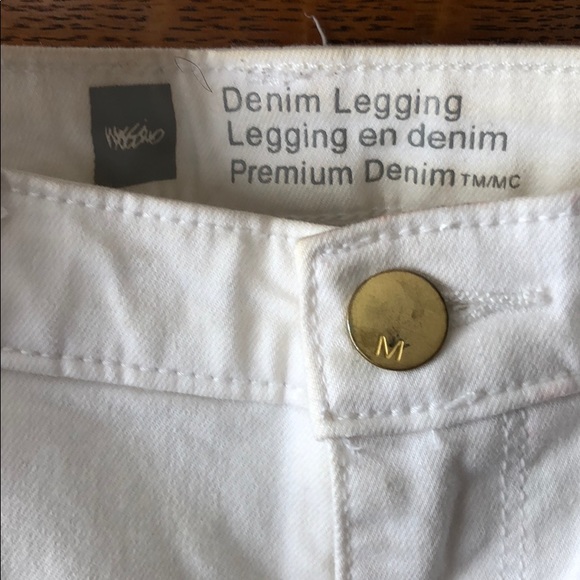 Mossimo
Denim Legging
Legging en denim
Premium Denim TM/MC
M